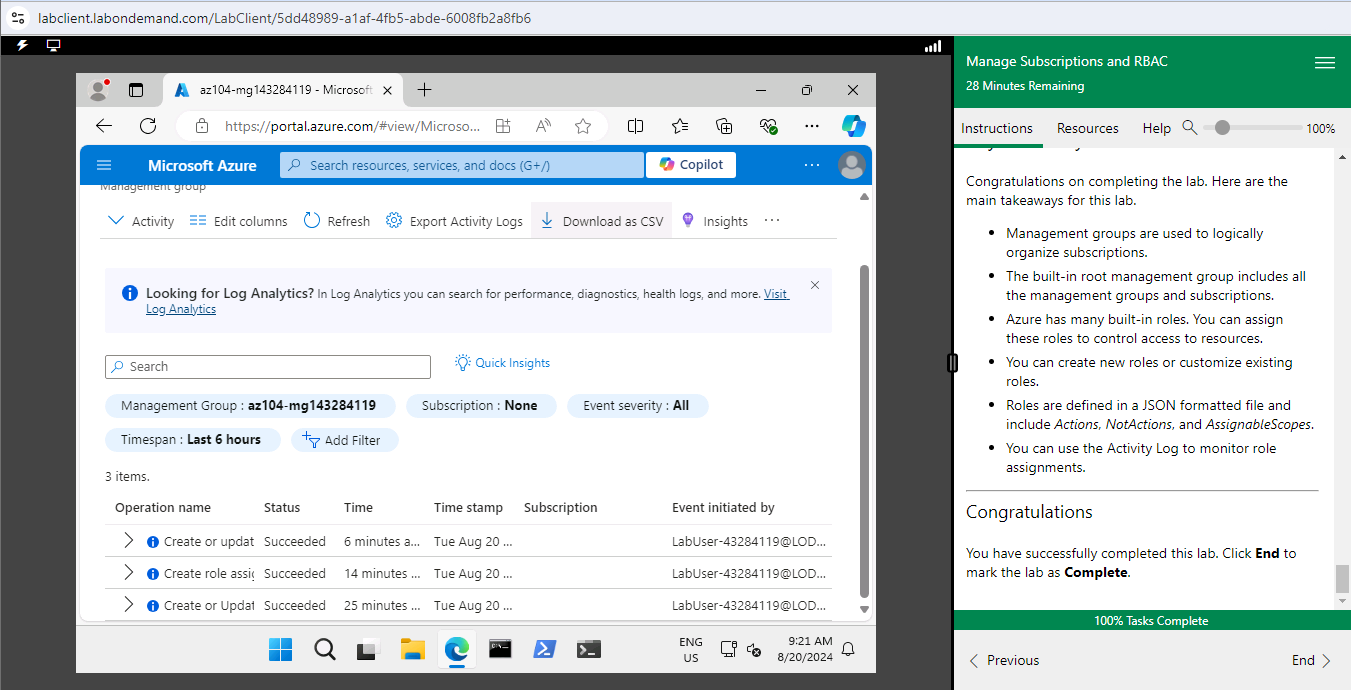 labclient.labondemand.com/LabClient/5dd48989-a1af-4fb5-abde-6008fb2a8fb6
az104-mg143284119 - Microsoft
https://portal.azure.com/#view/Microso...
Microsoft Azure
Search resources, services, and docs (G+/)
Copilot
Management group
Activity
Edit columns
Refresh
Export Activity Logs
Download as CSV
Insights
Looking for Log Analytics? In Log Analytics you can search for performance, diagnostics, health logs, and more. Visit
Log Analytics
Search
Quick Insights
Management Group : az104-mg143284119
Subscription : None
Event severity : All
Timespan : Last 6 hours
Add Filter
3 items.
Operation name Status Time Time stamp Subscription Event initiated by
Create or updat Succeeded 6 minutes a... Tue Aug 20 ... LabUser-43284119@LOD...
Create role assig Succeeded 14 minutes ... Tue Aug 20 ... LabUser-43284119@LOD...
Create or Updat Succeeded 25 minutes ... Tue Aug 20 ... LabUser-43284119@LOD...
ENG
US
9:21 AM
8/20/2024
Manage Subscriptions and RBAC
28 Minutes Remaining
Instructions Resources Help 100%
Congratulations on completing the lab. Here are the
main takeaways for this lab.
• Management groups are used to logically
organize subscriptions.
• The built-in root management group includes all
the management groups and subscriptions.
• Azure has many built-in roles. You can assign
these roles to control access to resources.
• You can create new roles or customize existing
roles.
• Roles are defined in a JSON formatted file and
include Actions, NotActions, and AssignableScopes.
• You can use the Activity Log to monitor role
assignments.
Congratulations
You have successfully completed this lab. Click End to
mark the lab as Complete.
100% Tasks Complete
Previous
End